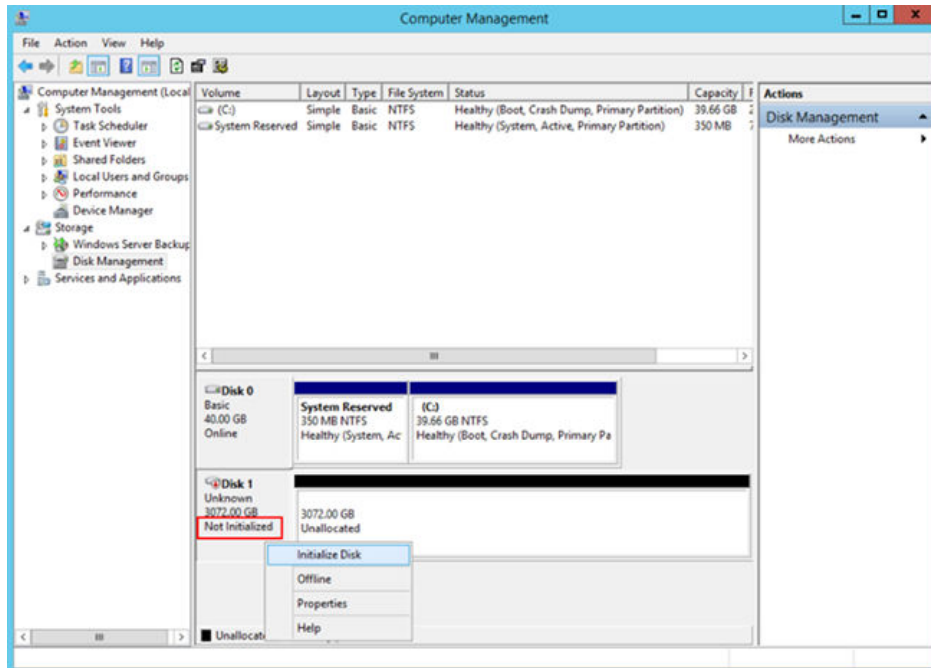 Computer Management
File Action View Help
Computer Management (Local
System Tools
Task Scheduler
Event Viewer
Shared Folders
Local Users and Groups
Performance
Device Manager
Storage
Windows Server Backup
Disk Management
Services and Applications
Volume Layout Type File System Status Capacity F
(C:) Simple Basic NTFS Healthy (Boot, Crash Dump, Primary Partition) 39.66 GB
System Reserved Simple Basic NTFS Healthy (System, Active, Primary Partition) 350 MB
Actions
Disk Management
More Actions
Disk 0
Basic
40.00 GB
Online
System Reserved
350 MB NTFS
Healthy (System, Ac
(C:)
39.66 GB NTFS
Healthy (Boot, Crash Dump, Primary Pa
Disk 1
Unknown
3072.00 GB
Not Initialized
3072.00 GB
Unallocated
Initialize Disk
Offline
Properties
Help
Unallocat